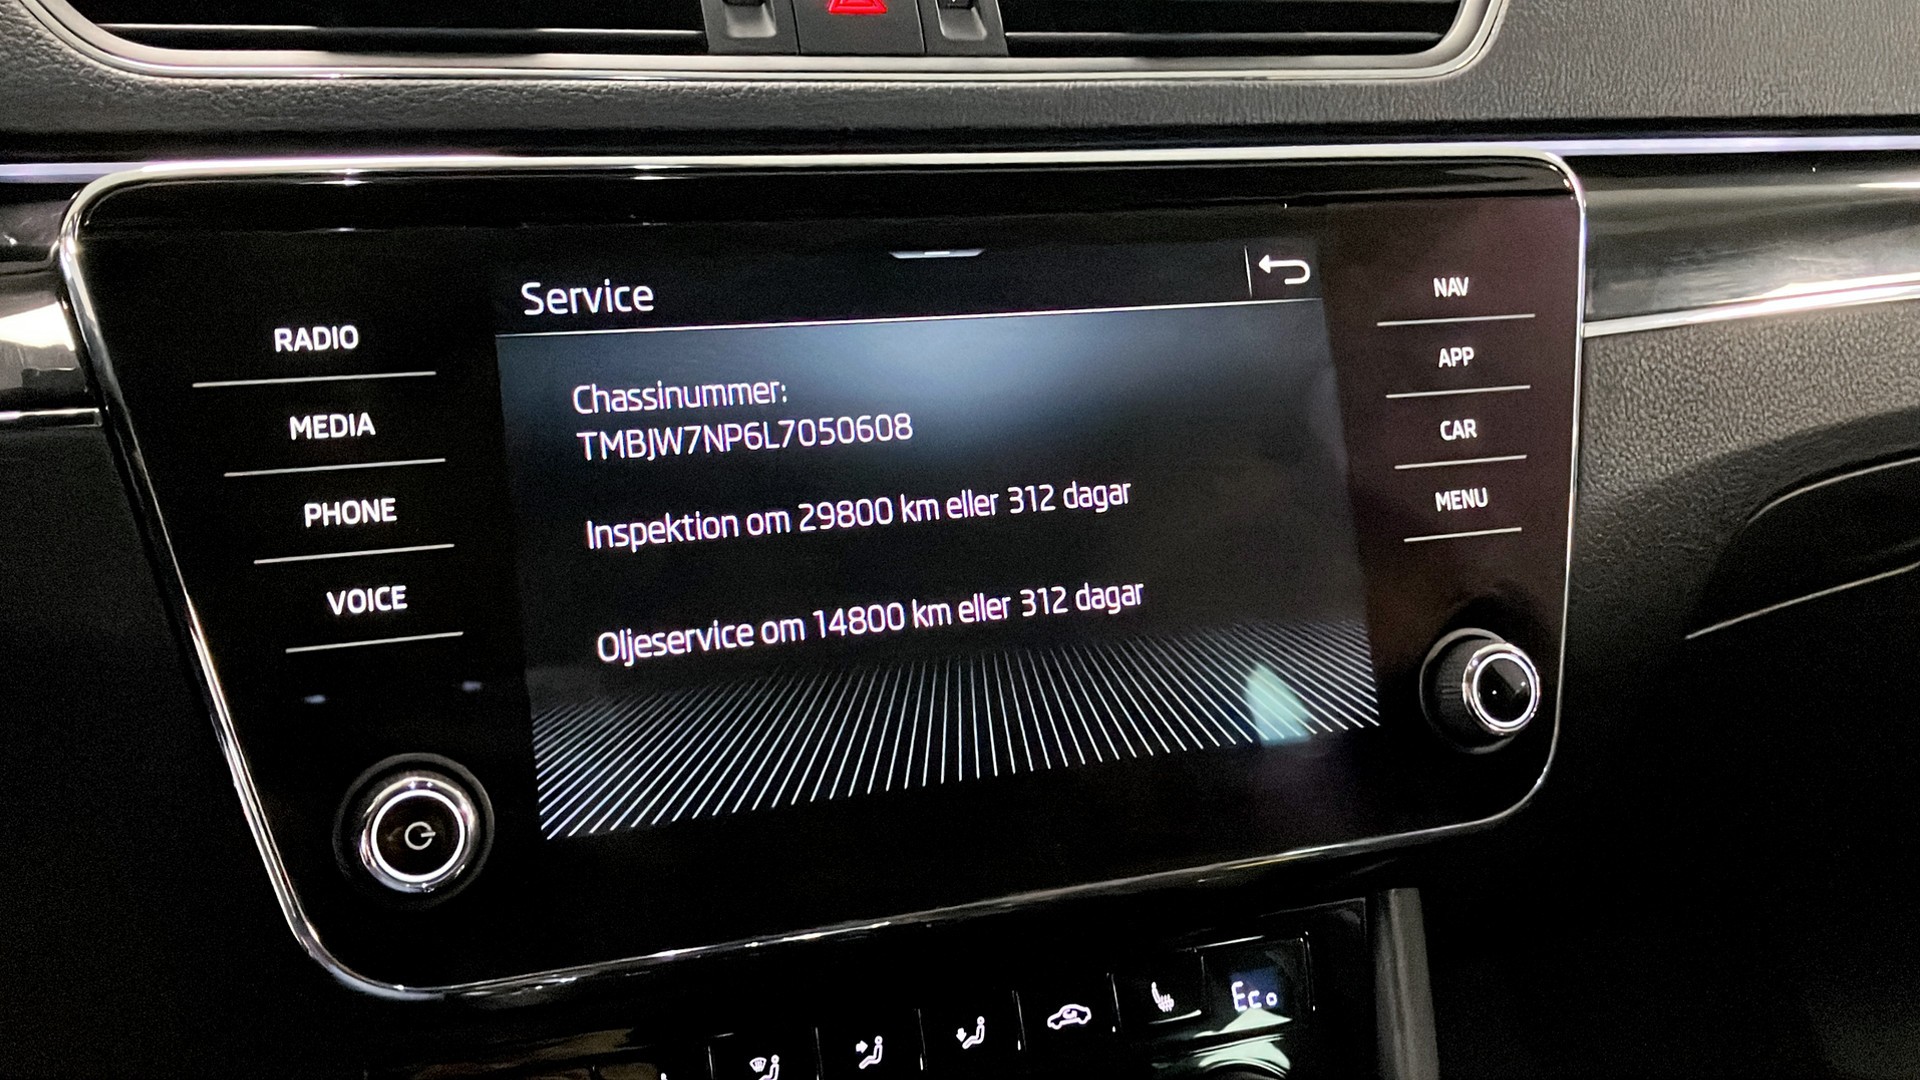 Service
Chassinummer:
TMBJW7NP6L7050608
Inspektion om 29800 km eller 312 dagar
Oljeservice om 14800 km eller 312 dagar
RADIO
MEDIA
PHONE
VOICE
NAV
APP
CAR
MENU
Eco